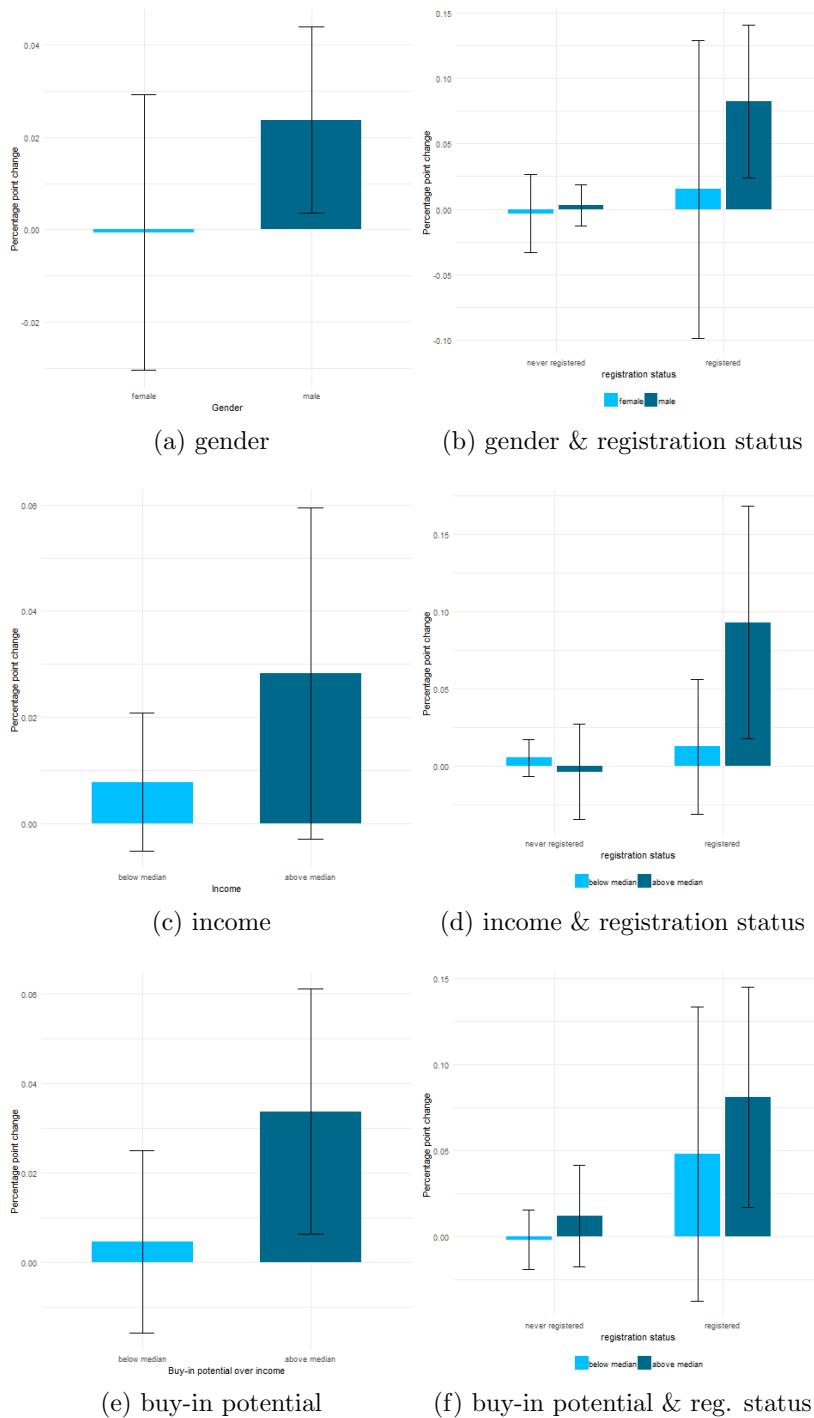 0.04
0.02
0.00
-0.02
Percentage point change
female
male
Gender
(a) gender
0.15
0.10
0.05
0.00
-0.05
-0.10
Percentage point change
never registered
registered
registration status
female male
(b) gender & registration status
0.06
0.04
0.02
0.00
Percentage point change
below median
above median
Income
(c) income
0.15
0.10
0.05
0.00
Percentage point change
never registered
registered
registration status
below median above median
(d) income & registration status
0.06
0.04
0.02
0.00
Percentage point change
below median
above median
Buy-in potential over income
(e) buy-in potential
0.15
0.10
0.05
0.00
Percentage point change
never registered
registered
registration status
below median above median
(f) buy-in potential & reg. status